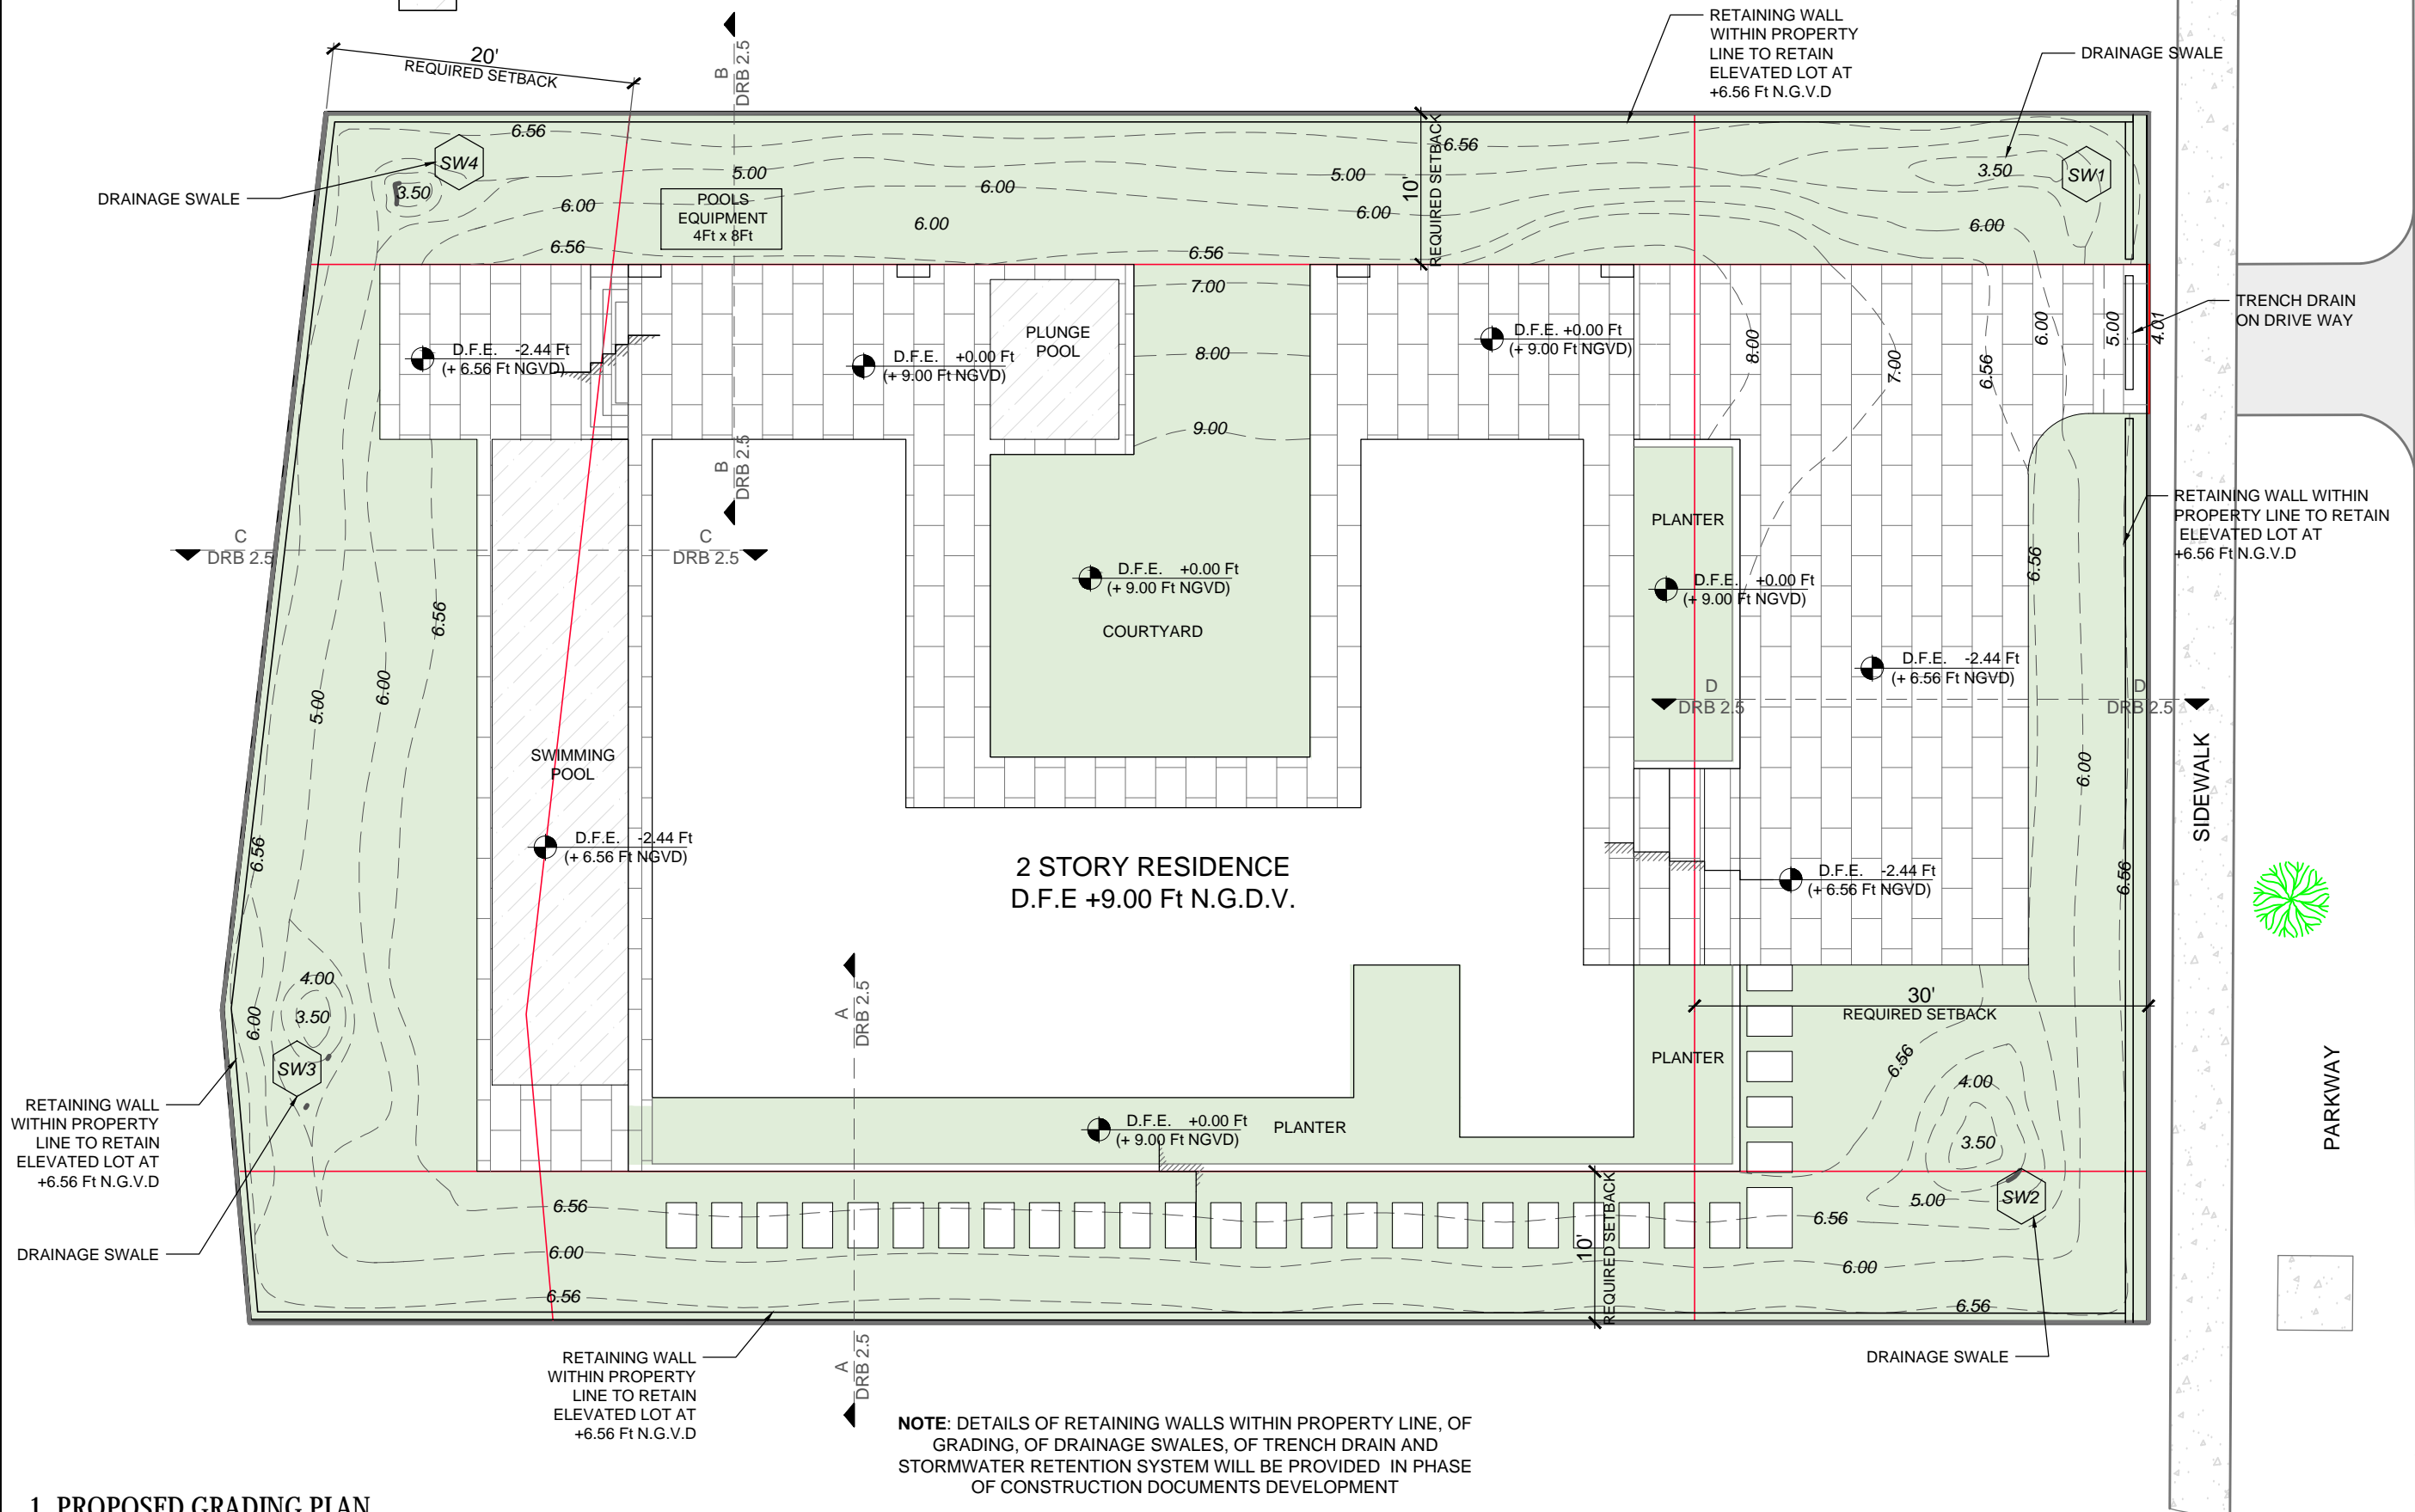 RETAINING WALL
WITHIN PROPERTY
LINE TO RETAIN
ELEVATED LOT AT
+6.56 Ft N.G.V.D
DRAINAGE SWALE
20'
REQUIRED SETBACK
B
DRB 2.5
6.56
SW4
3.50
DRAINAGE SWALE
5.00
6.00
6.56
POOLS
EQUIPMENT
4Ft x 8Ft
6.00
6.00
6.56
10'
REQUIRED SETBACK
6.56
5.00
6.00
3.50
SW1
6.00
TRENCH DRAIN
ON DRIVE WAY
7.00
8.00
9.00
PLUNGE
POOL
D.F.E. -2.44 Ft
(+ 6.56 Ft NGVD)
D.F.E. +0.00 Ft
(+ 9.00 Ft NGVD)
D.F.E. +0.00 Ft
(+ 9.00 Ft NGVD)
8.00
7.00
6.56
6.00
5.00
4.01
B
DRB 2.5
C
DRB 2.5
C
DRB 2.5
PLANTER
RETAINING WALL WITHIN
PROPERTY LINE TO RETAIN
ELEVATED LOT AT
+6.56 Ft N.G.V.D
D.F.E. +0.00 Ft
(+ 9.00 Ft NGVD)
COURTYARD
D.F.E. +0.00 Ft
(+ 9.00 Ft NGVD)
6.56
6.56
6.00
5.00
D.F.E. -2.44 Ft
(+ 6.56 Ft NGVD)
D
DRB 2.5
D
DRB 2.5
SWIMMING
POOL
D.F.E. -2.44 Ft
(+ 6.56 Ft NGVD)
6.56
6.00
SIDEWALK
2 STORY RESIDENCE
D.F.E +9.00 Ft N.G.D.V.
D.F.E. -2.44 Ft
(+ 6.56 Ft NGVD)
6.56
4.00
3.50
6.00
SW3
A
DRB 2.5
30'
REQUIRED SETBACK
PLANTER
6.56
4.00
3.50
5.00
SW2
PARKWAY
RETAINING WALL
WITHIN PROPERTY
LINE TO RETAIN
ELEVATED LOT AT
+6.56 Ft N.G.V.D
D.F.E. +0.00 Ft
(+ 9.00 Ft NGVD)
PLANTER
DRAINAGE SWALE
6.56
6.00
6.56
10'
REQUIRED SETBACK
6.56
6.00
6.56
RETAINING WALL
WITHIN PROPERTY
LINE TO RETAIN
ELEVATED LOT AT
+6.56 Ft N.G.V.D
A
DRB 2.5
DRAINAGE SWALE
NOTE: DETAILS OF RETAINING WALLS WITHIN PROPERTY LINE, OF
GRADING, OF DRAINAGE SWALES, OF TRENCH DRAIN AND
STORMWATER RETENTION SYSTEM WILL BE PROVIDED IN PHASE
OF CONSTRUCTION DOCUMENTS DEVELOPMENT
1 PROPOSED GRADING PLAN